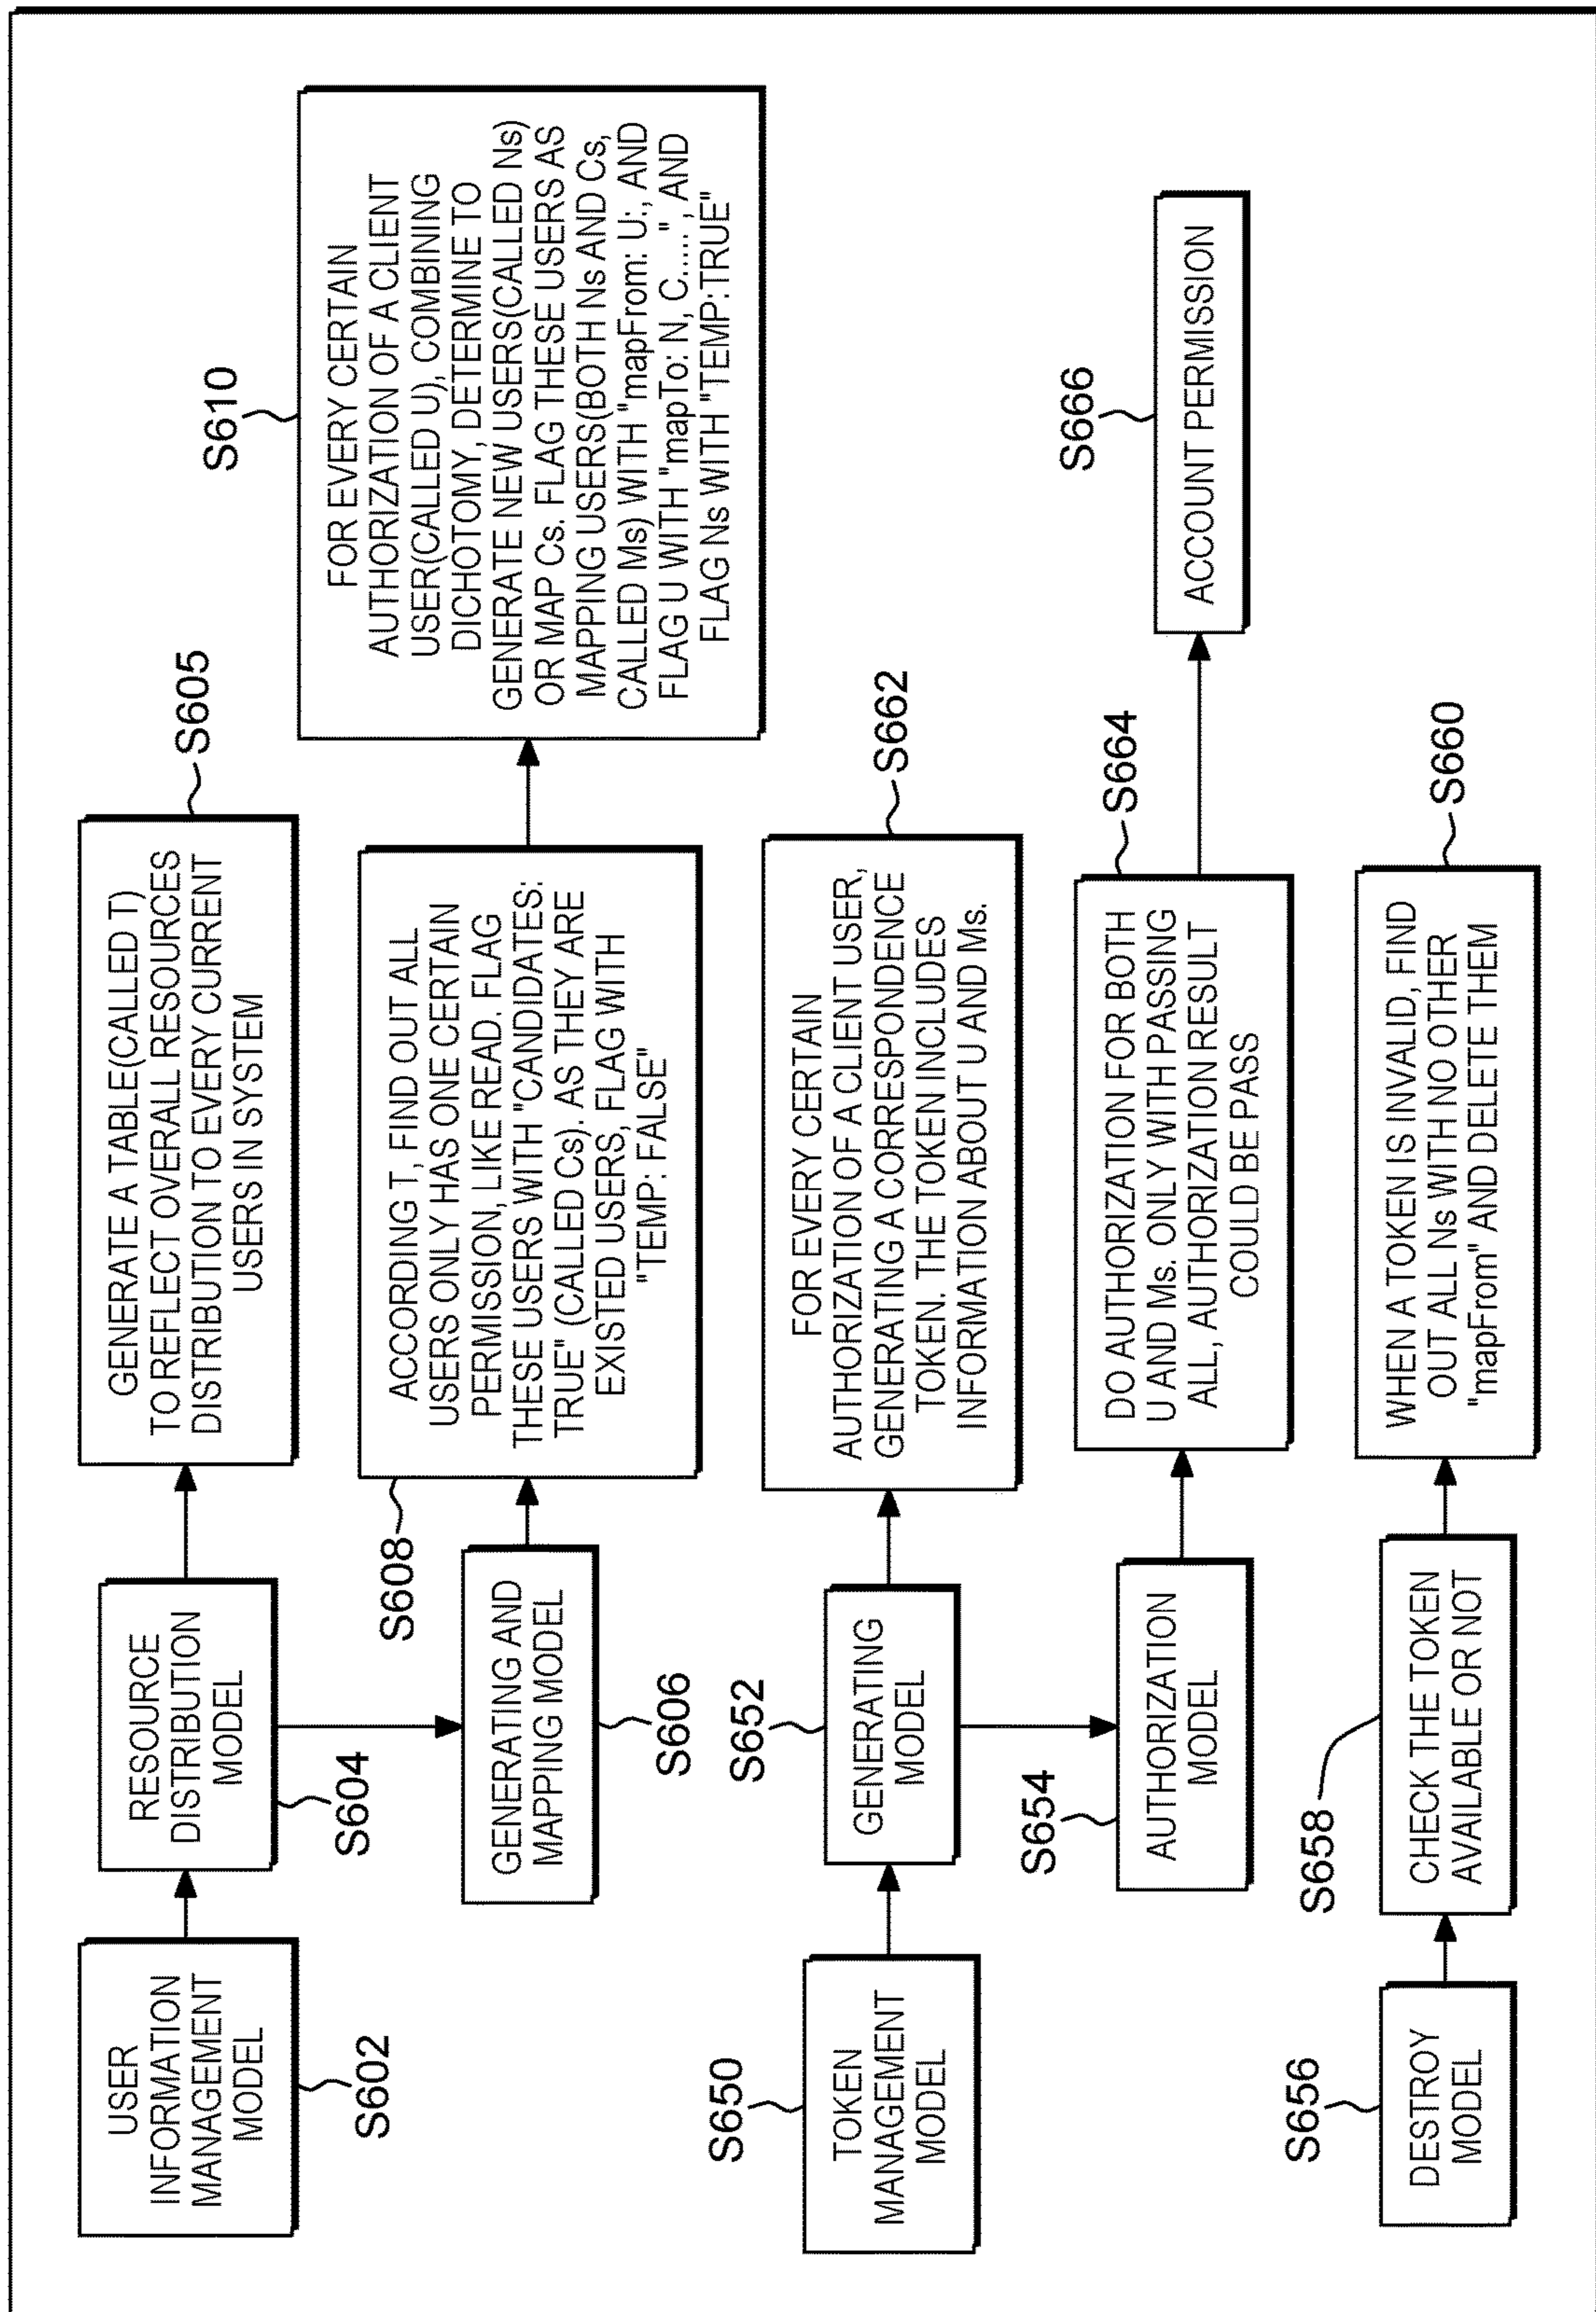 USER
INFORMATION
MANAGEMENT
MODEL
S602
RESOURCE
DISTRIBUTION
MODEL
S604
GENERATE A TABLE(CALLED T)
TO REFLECT OVERALL RESOURCES
DISTRIBUTION TO EVERY CURRENT
USERS IN SYSTEM
S605
GENERATING AND
MAPPING MODEL
S606
S608
ACCORDING T, FIND OUT ALL
USERS ONLY HAS ONE CERTAIN
PERMISSION, LIKE READ. FLAG
THESE USERS WITH "CANDIDATES:
TRUE" (CALLED Cs). AS THEY ARE
EXISTED USERS, FLAG WITH
"TEMP: FALSE"
S610
FOR EVERY CERTAIN
AUTHORIZATION OF A CLIENT
USER(CALLED U), COMBINING
DICHOTOMY, DETERMINE TO
GENERATE NEW USERS(CALLED Ns)
OR MAP Cs. FLAG THESE USERS AS
MAPPING USERS(BOTH Ns AND Cs,
CALLED Ms) WITH "mapFrom: U:, AND
FLAG U WITH "mapTo: N, C.....", AND
FLAG Ns WITH "TEMP:TRUE"
S650
TOKEN
MANAGEMENT
MODEL
S652
GENERATING
MODEL
FOR EVERY CERTAIN
AUTHORIZATION OF A CLIENT USER,
GENERATING A CORRESPONDENCE
TOKEN. THE TOKEN INCLUDES
INFORMATION ABOUT U AND Ms.
S662
S654
AUTHORIZATION
MODEL
DO AUTHORIZATION FOR BOTH
U AND Ms. ONLY WITH PASSING
ALL, AUTHORIZATION RESULT
COULD BE PASS
S664
S666
ACCOUNT PERMISSION
S656
DESTROY
MODEL
S658
CHECK THE TOKEN
AVAILABLE OR NOT
WHEN A TOKEN IS INVALID, FIND
OUT ALL Ns WITH NO OTHER
"mapFrom" AND DELETE THEM
S660